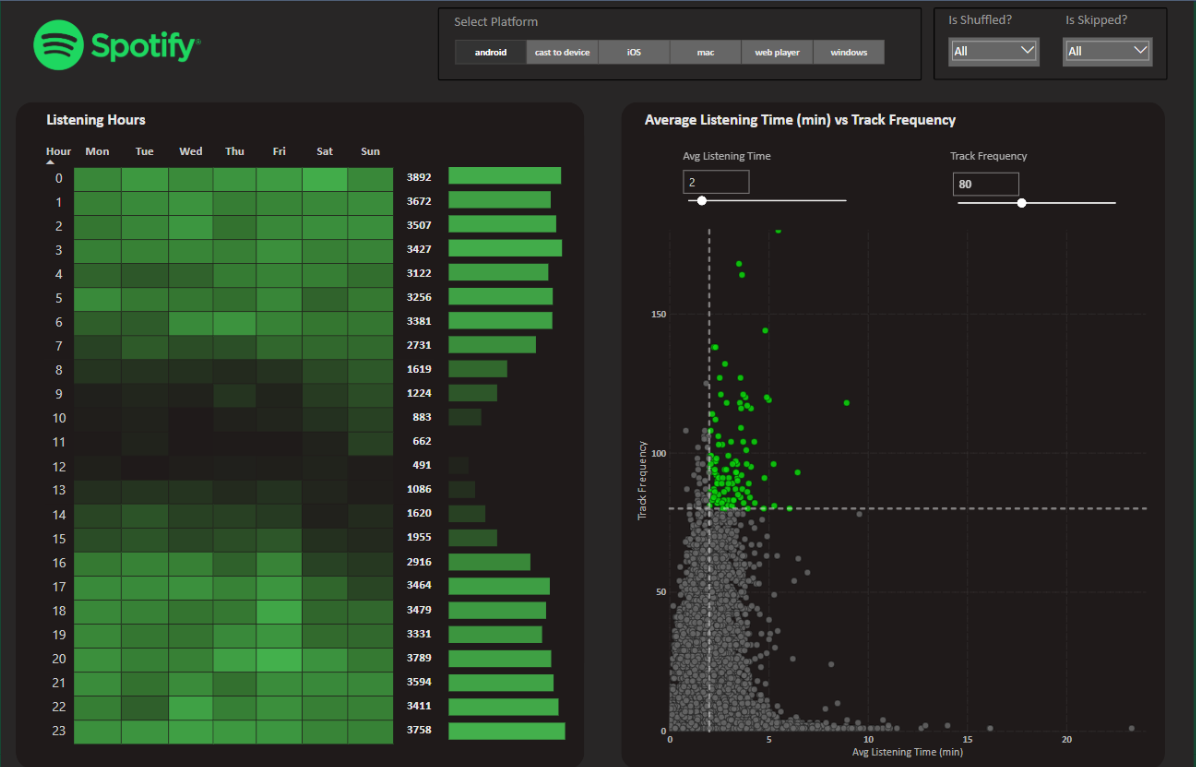 Spotify®
Select Platform
android cast to device iOS mac web player windows
Is Shuffled? Is Skipped?
All All
Listening Hours
Hour Mon Tue Wed Thu Fri Sat Sun
0 3892
1 3672
2 3507
3 3427
4 3122
5 3256
6 3381
7 2731
8 1619
9 1224
10 883
11 662
12 491
13 1086
14 1620
15 1955
16 2916
17 3464
18 3479
19 3331
20 3789
21 3594
22 3411
23 3758
Average Listening Time (min) vs Track Frequency
Avg Listening Time Track Frequency
2 80
150
100
50
0
Track Frequency
0 5 10 15 20
Avg Listening Time (min)